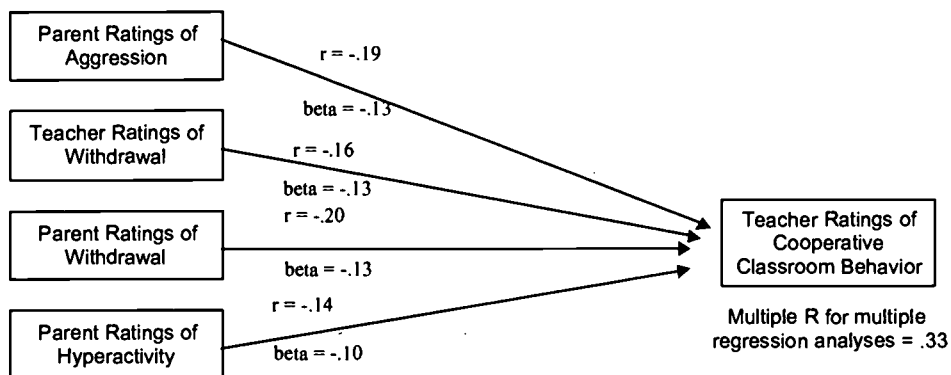 Parent Ratings of
Aggression
r = -.19
beta = -.13
Teacher Ratings of
Withdrawal
r = -.16
beta = -.13
r = -.20
Parent Ratings of
Withdrawal
beta = -.13
Teacher Ratings of
Cooperative
Classroom Behavior
r = -.14
Parent Ratings of
Hyperactivity
beta = -.10
Multiple R for multiple
regression analyses = .33